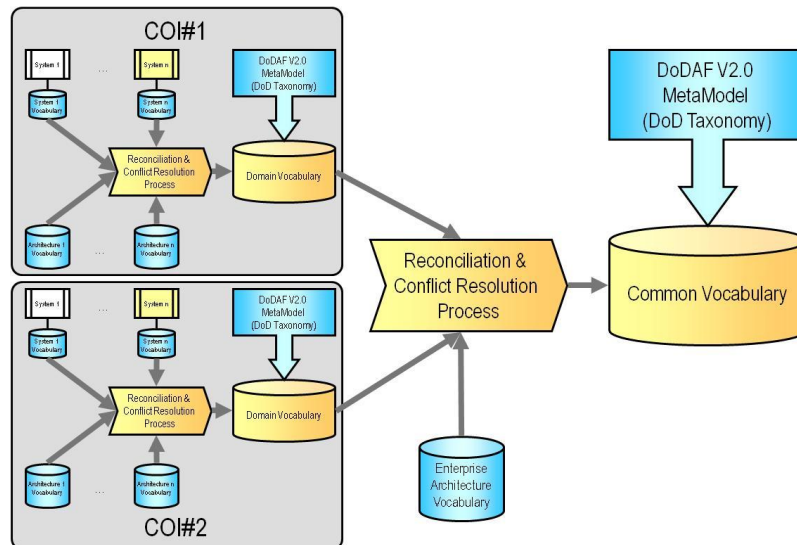 COI#1
System 1
...
System n
System 1
Vocabulary
System n
Vocabulary
DoDAF V2.0
MetaModel
(DoD Taxonomy)
Reconciliation &
Conflict Resolution
Process
Domain Vocabulary
Architecture 1
Vocabulary
...
Architecture n
Vocabulary
System 1
...
System n
System 1
Vocabulary
System n
Vocabulary
DoDAF V2.0
MetaModel
(DoD Taxonomy)
Reconciliation &
Conflict Resolution
Process
Domain Vocabulary
Architecture 1
Vocabulary
...
Architecture n
Vocabulary
COI#2
Reconciliation &
Conflict Resolution
Process
Enterprise
Architecture
Vocabulary
DoDAF V2.0
MetaModel
(DoD Taxonomy)
Common Vocabulary